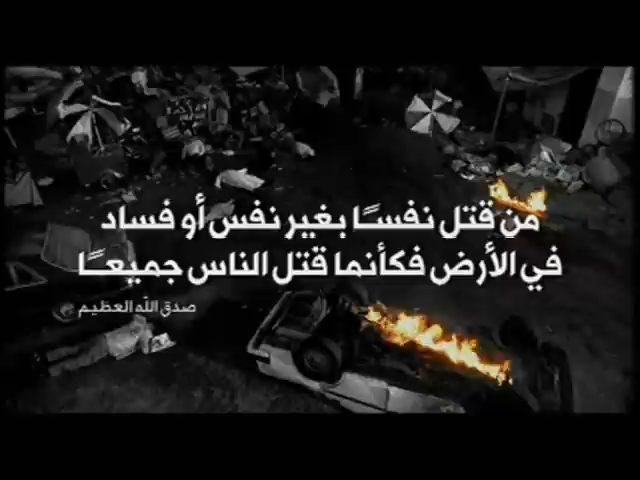 من قتل نفسًا بغير نفس أو فساد
في الأرض فكأنما قتل الناس جميعًا
صدق الله العظيم